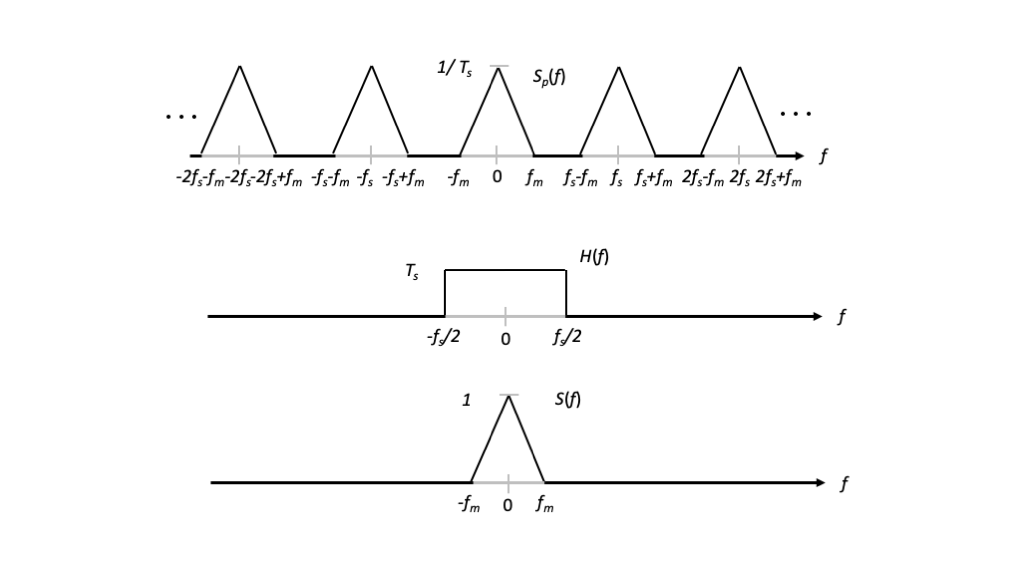 1/ Ts Sp(f)
... ...
f
-2fs-fm -2fs -2fs+fm -fs-fm -fs -fs+fm -fm 0 fm fs-fm fs fs+fm 2fs-fm 2fs 2fs+fm
H(f)
Ts
f
-fs/2 0 fs/2
1 S(f)
f
-fm 0 fm